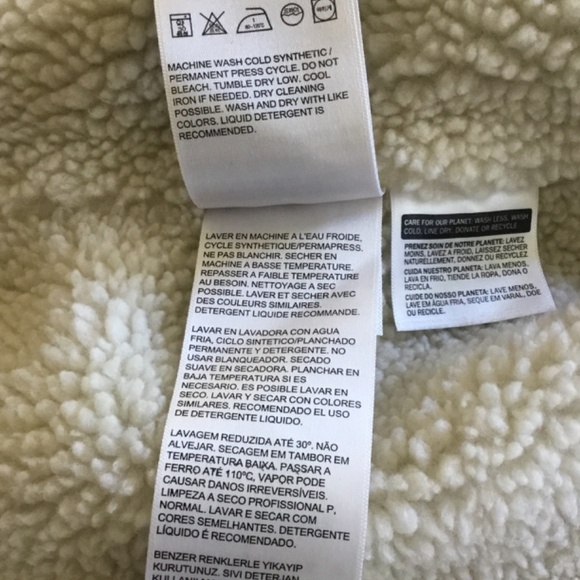 MACHINE WASH COLD SYNTHETIC /
PERMANENT PRESS CYCLE. DO NOT
BLEACH. TUMBLE DRY LOW. COOL
IRON IF NEEDED. DRY CLEANING
POSSIBLE. WASH AND DRY WITH LIKE
COLORS. LIQUID DETERGENT IS
RECOMMENDED.
LAVER EN MACHINE A L'EAU FROIDE,
CYCLE SYNTHETIQUE/PERMAPRESS.
NE PAS BLANCHIR. SECHER EN
MACHINE A BASSE TEMPERATURE.
REPASSER A FAIBLE TEMPERATURE
AU BESOIN. NETTOYAGE A SEC
POSSIBLE. LAVER ET SECHER AVEC
DES COULEURS SIMILAIRES.
DETERGENT LIQUIDE RECOMMANDE.
LAVAR EN LAVADORA CON AGUA
FRIA, CICLO SINTETICO/PLANCHADO
PERMANENTE Y DETERGENTE. NO
USAR BLANQUEADOR. SECADO
SUAVE EN SECADORA. PLANCHAR EN
BAJA TEMPERATURA SI ES
NECESARIO. ES POSIBLE LAVAR EN
SECO. LAVAR Y SECAR CON COLORES
SIMILARES. RECOMENDADO EL USO
DE DETERGENTE LIQUIDO.
LAVAGEM REDUZIDA ATÉ 30º. NÃO
ALVEJAR. SECAGEM EM TAMBOR EM
TEMPERATURA BAIXA. PASSAR A
FERRO ATÉ 110ºC, VAPOR PODE
CAUSAR DANOS IRREVERSÍVEIS.
LIMPEZA A SECO PROFISSIONAL P,
NORMAL. LAVAR E SECAR COM
CORES SEMELHANTES. DETERGENTE
LÍQUIDO É RECOMENDADO.
BENZER RENKLERLE YIKAYIP
KURUTUNUZ. SIVI DETERJAN
CARE FOR OUR PLANET: WASH LESS, WASH
COLD, LINE DRY, DONATE OR RECYCLE.
PRENEZ SOIN DE NOTRE PLANETE: LAVEZ
MOINS, LAVEZ A FROID, LAISSEZ SECHER
NATURELLEMENT, DONNEZ OU RECYCLEZ
CUIDA NUESTRO PLANETA: LAVA MENOS,
LAVA EN FRIO, TIENDE LA ROPA, DONA O
RECICLA.
CUIDE DO NOSSO PLANETA: LAVE MENOS,
LAVE EM ÁGUA FRIA, SEQUE EM VARAL, DOE
OU RECICLE.